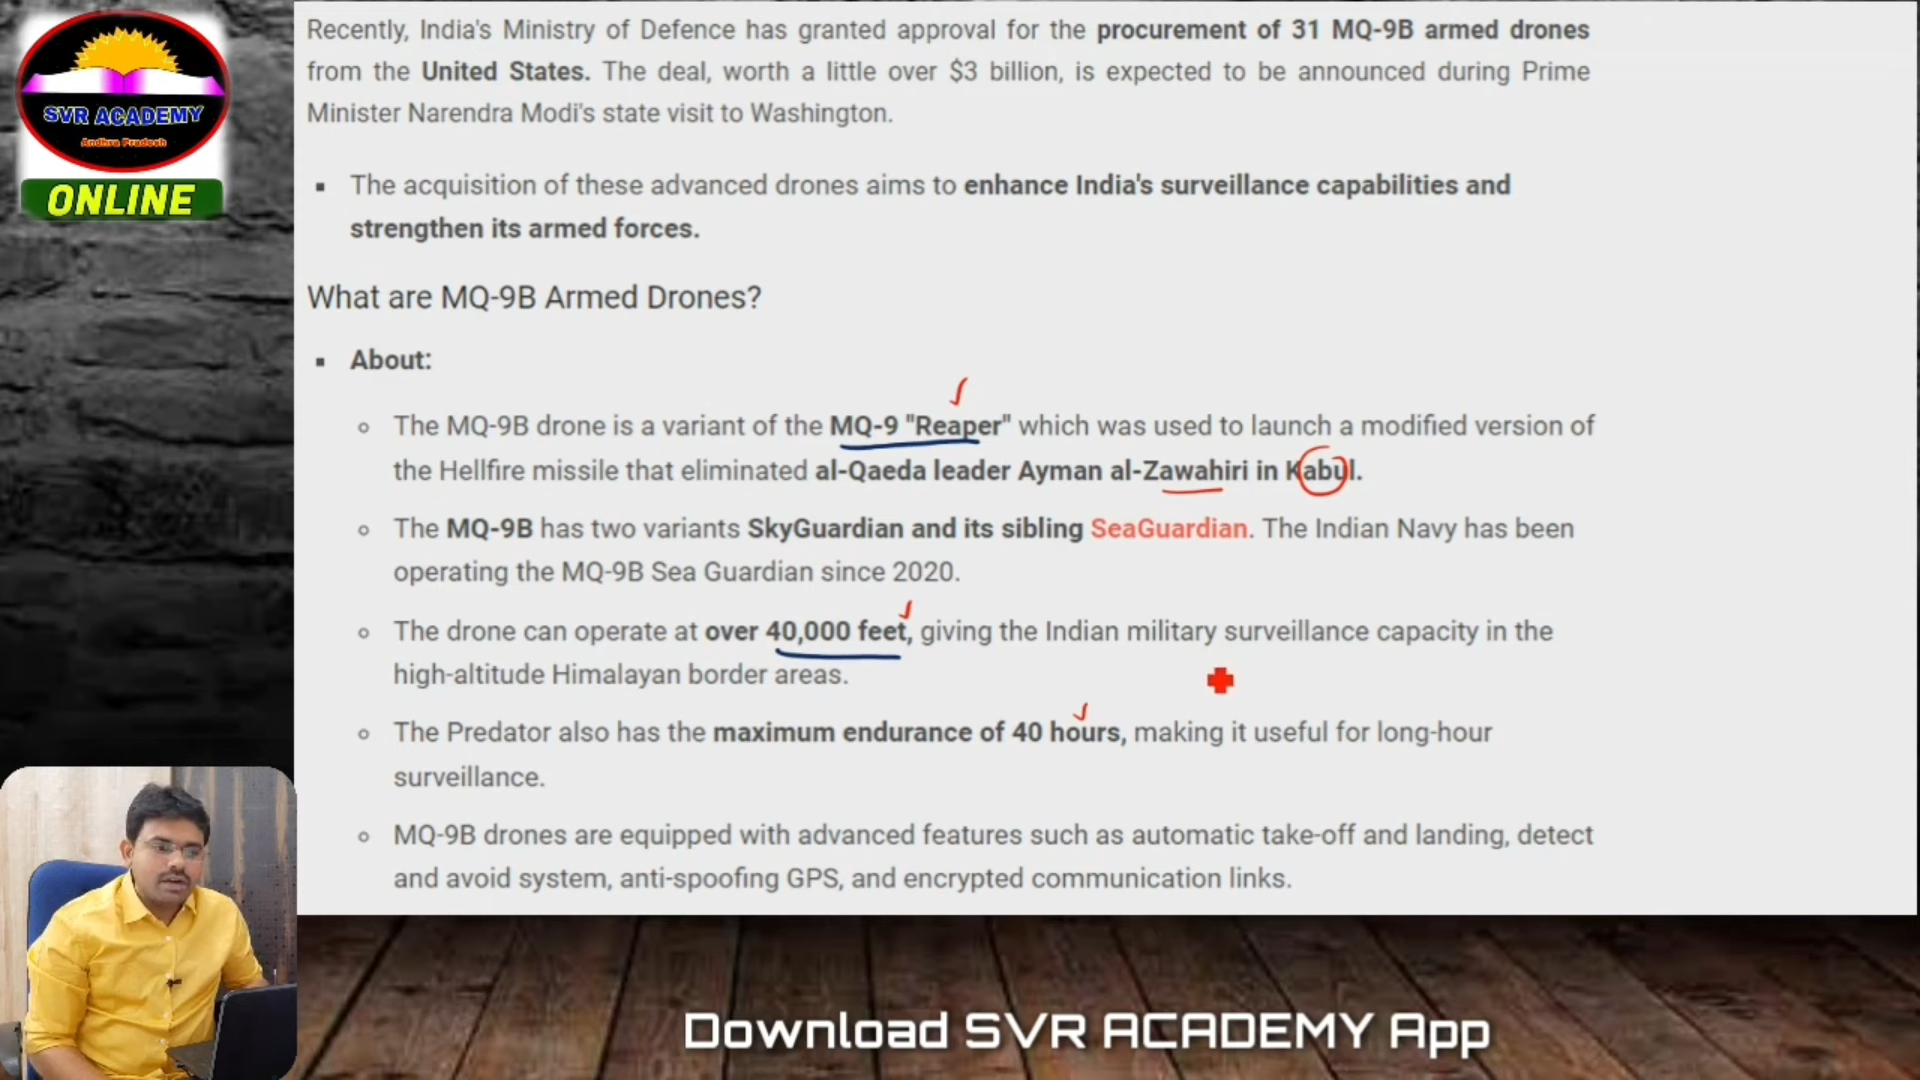 SVR ACADEMY
Andhra Pradesh
ONLINE
Recently, India's Ministry of Defence has granted approval for the procurement of 31 MQ-9B armed drones
from the United States. The deal, worth a little over $3 billion, is expected to be announced during Prime
Minister Narendra Modi's state visit to Washington.
▪ The acquisition of these advanced drones aims to enhance India's surveillance capabilities and
strengthen its armed forces.
What are MQ-9B Armed Drones?
▪ About:
○ The MQ-9B drone is a variant of the MQ-9 "Reaper" which was used to launch a modified version of
the Hellfire missile that eliminated al-Qaeda leader Ayman al-Zawahiri in Kabul.
○ The MQ-9B has two variants SkyGuardian and its sibling SeaGuardian. The Indian Navy has been
operating the MQ-9B Sea Guardian since 2020.
○ The drone can operate at over 40,000 feet, giving the Indian military surveillance capacity in the
high-altitude Himalayan border areas.
○ The Predator also has the maximum endurance of 40 hours, making it useful for long-hour
surveillance.
○ MQ-9B drones are equipped with advanced features such as automatic take-off and landing, detect
and avoid system, anti-spoofing GPS, and encrypted communication links.
Download SVR ACADEMY App